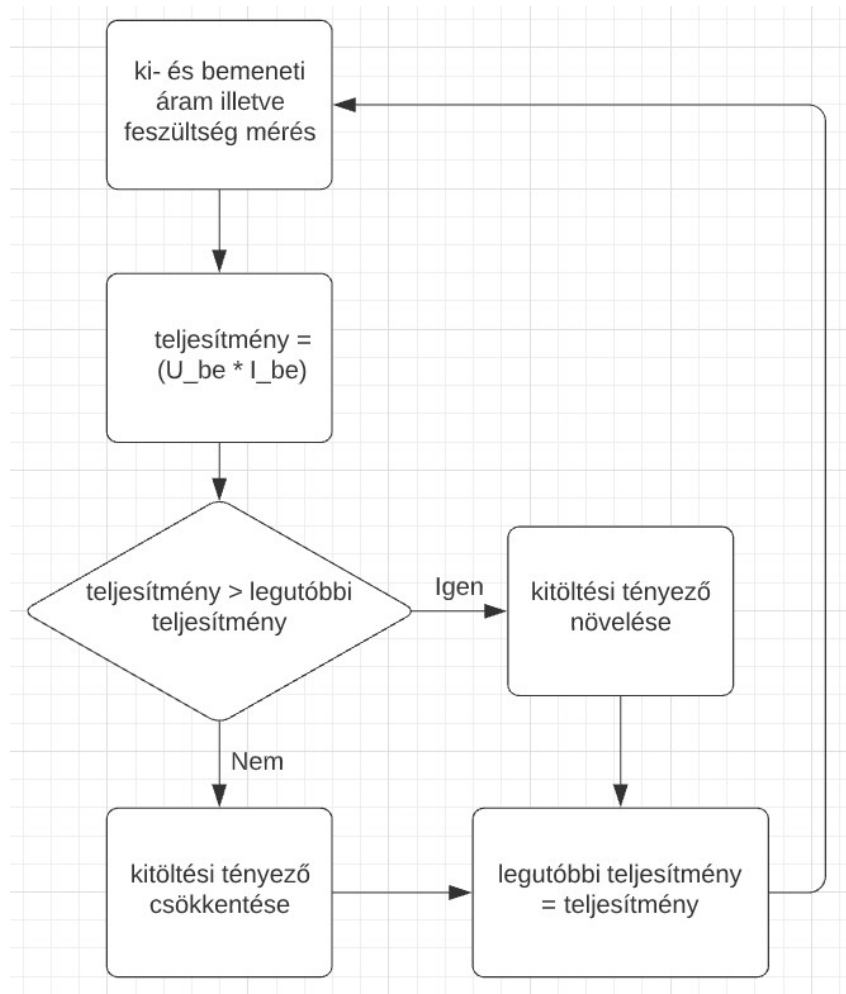 ki- és bemeneti
áram illetve
feszültség mérés
teljesítmény =
(U_be * I_be)
teljesítmény > legutóbbi
teljesítmény
Igen
kitöltési tényező
növelése
Nem
kitöltési tényező
csökkentése
legutóbbi teljesítmény
= teljesítmény